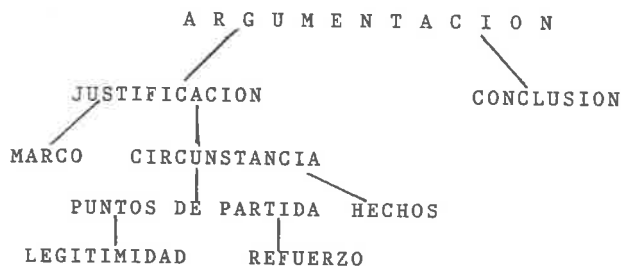 ARGUMENTACION
JUSTIFICACION CONCLUSION
MARCO CIRCUNSTANCIA
PUNTOS DE PARTIDA HECHOS
LEGITIMIDAD REFUERZO